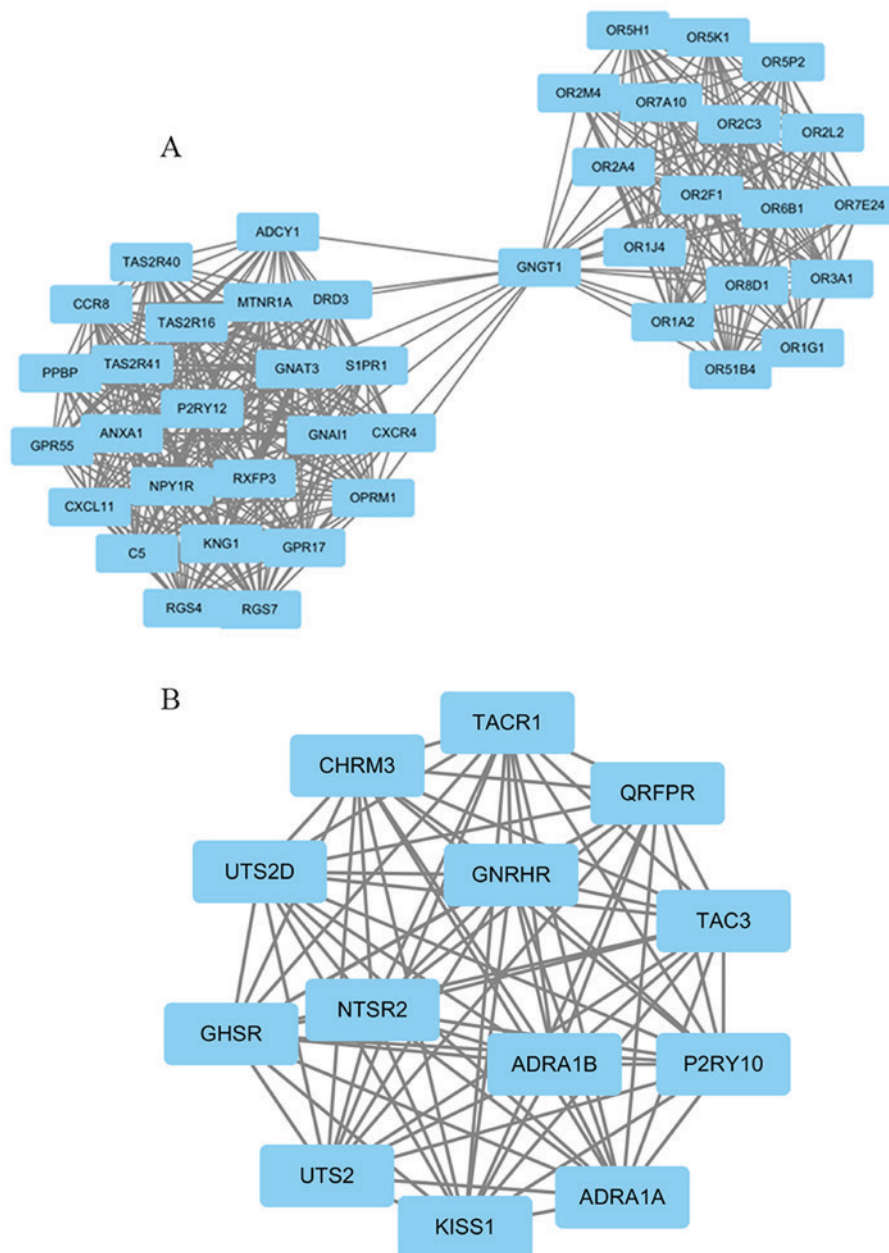 OR5H1
OR5K1
OR5P2
OR2M4
OR7A10
OR2C3
OR2L2
A
OR2A4
OR2F1
OR6B1
OR7E24
ADCY1
OR1J4
TAS2R40
GNGT1
OR8D1
OR3A1
CCR8
MTNR1A
DRD3
TAS2R16
OR1A2
OR1G1
PPBP
TAS2R41
GNAT3
S1PR1
OR51B4
P2RY12
GPR55
ANXA1
GNAI1
CXCR4
CXCL11
NPY1R
RXFP3
OPRM1
C5
KNG1
GPR17
RGS4
RGS7
B
TACR1
CHRM3
QRFPR
UTS2D
GNRHR
TAC3
NTSR2
GHSR
ADRA1B
P2RY10
UTS2
ADRA1A
KISS1